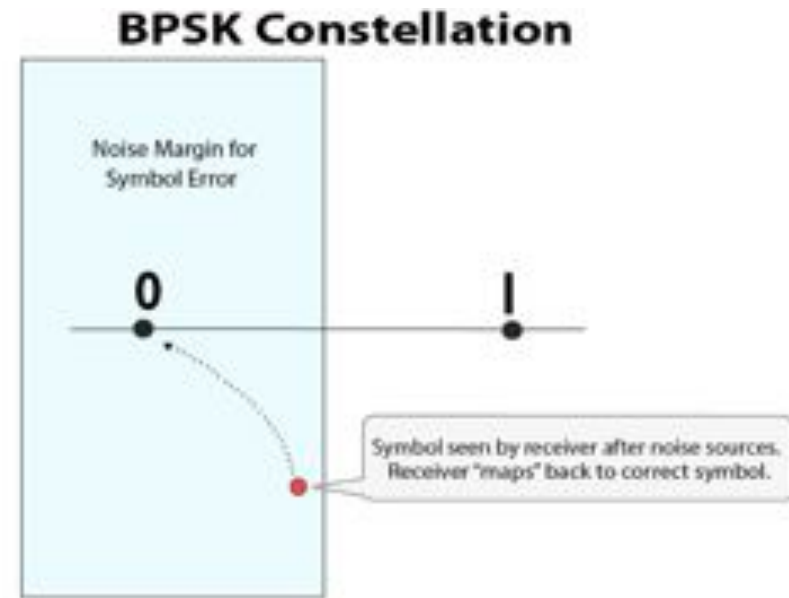 BPSK Constellation
Noise Margin for
Symbol Error
0
1
Symbol seen by receiver after noise sources.
Receiver "maps" back to correct symbol.